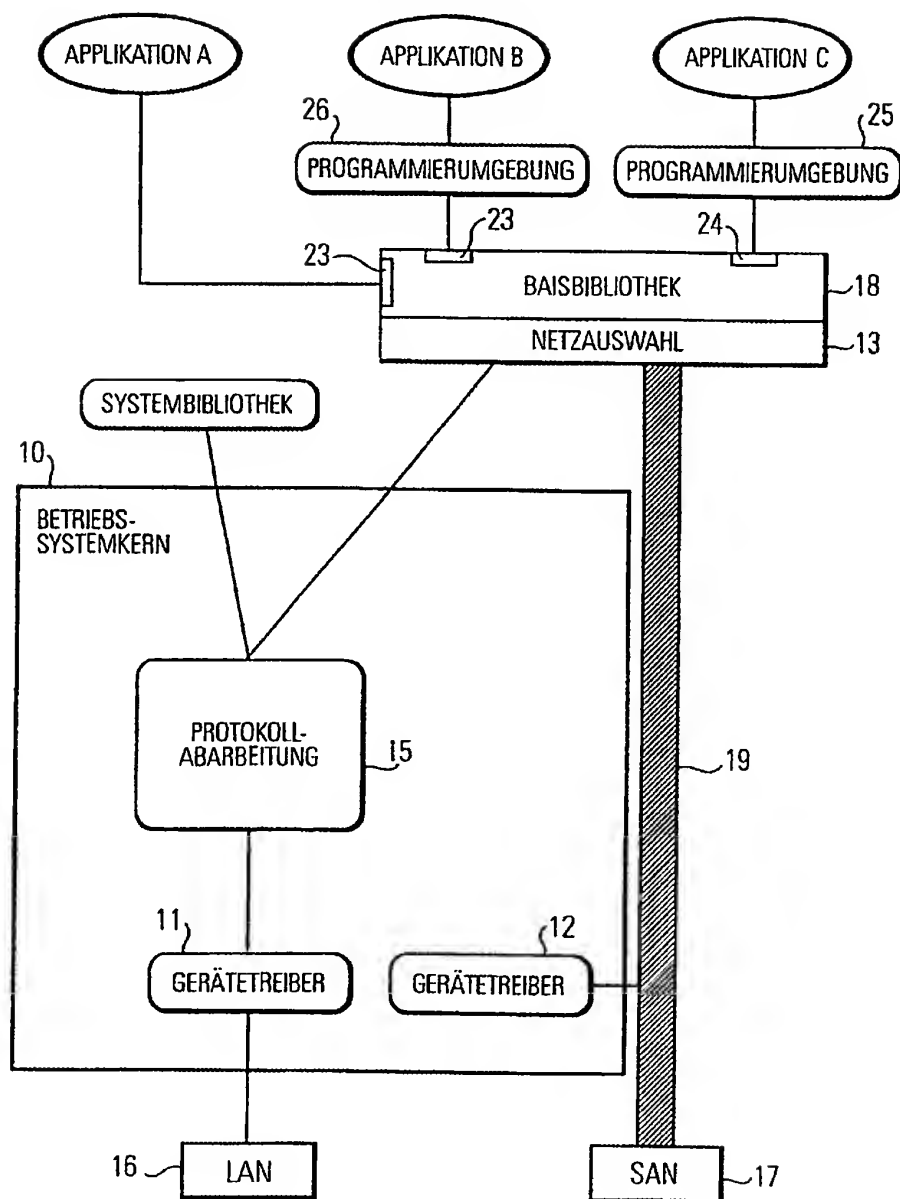 APPLIKATION A
APPLIKATION B
APPLIKATION C
26
25
PROGRAMMIERUMGEBUNG
PROGRAMMIERUMGEBUNG
23
23
24
BAISBIBLIOTHEK
18
NETZAUSWAHL
13
SYSTEMBIBLIOTHEK
10
BETRIEBS-
SYSTEMKERN
PROTOKOLL-
ABARBEITUNG
15
19
11
12
GERÄTETREIBER
GERÄTETREIBER
16
LAN
SAN
17